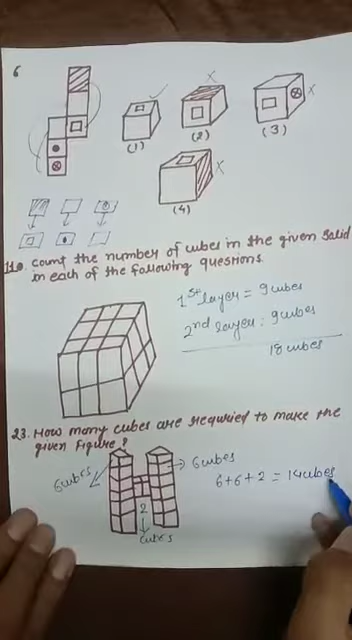 6
(1)
(2)
(3)
(4)
110. Count the number of cubes in the given Solid
in each of the following questions.
1st layer = 9 cubes
2nd layer : 9 cubes
18 cubes
23. How many cubes are requried to make the
given figure?
6 cubes
→ 6 cubes
6+6+2 = 14 cubes
2
cubes